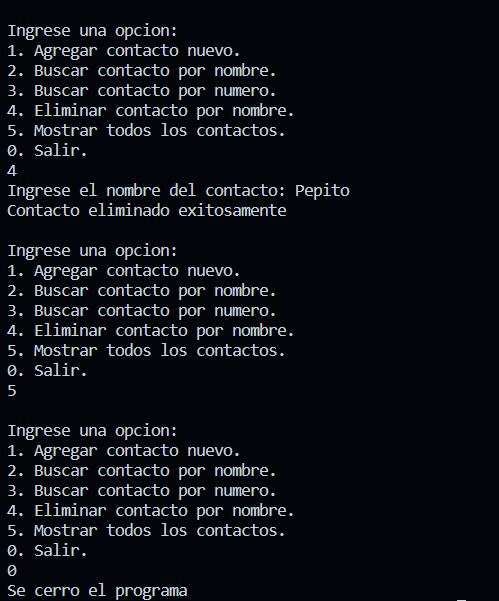 Ingrese una opcion:
1. Agregar contacto nuevo.
2. Buscar contacto por nombre.
3. Buscar contacto por numero.
4. Eliminar contacto por nombre.
5. Mostrar todos los contactos.
0. Salir.
4
Ingrese el nombre del contacto: Pepito
Contacto eliminado exitosamente

Ingrese una opcion:
1. Agregar contacto nuevo.
2. Buscar contacto por nombre.
3. Buscar contacto por numero.
4. Eliminar contacto por nombre.
5. Mostrar todos los contactos.
0. Salir.
5

Ingrese una opcion:
1. Agregar contacto nuevo.
2. Buscar contacto por nombre.
3. Buscar contacto por numero.
4. Eliminar contacto por nombre.
5. Mostrar todos los contactos.
0. Salir.
0
Se cerro el programa